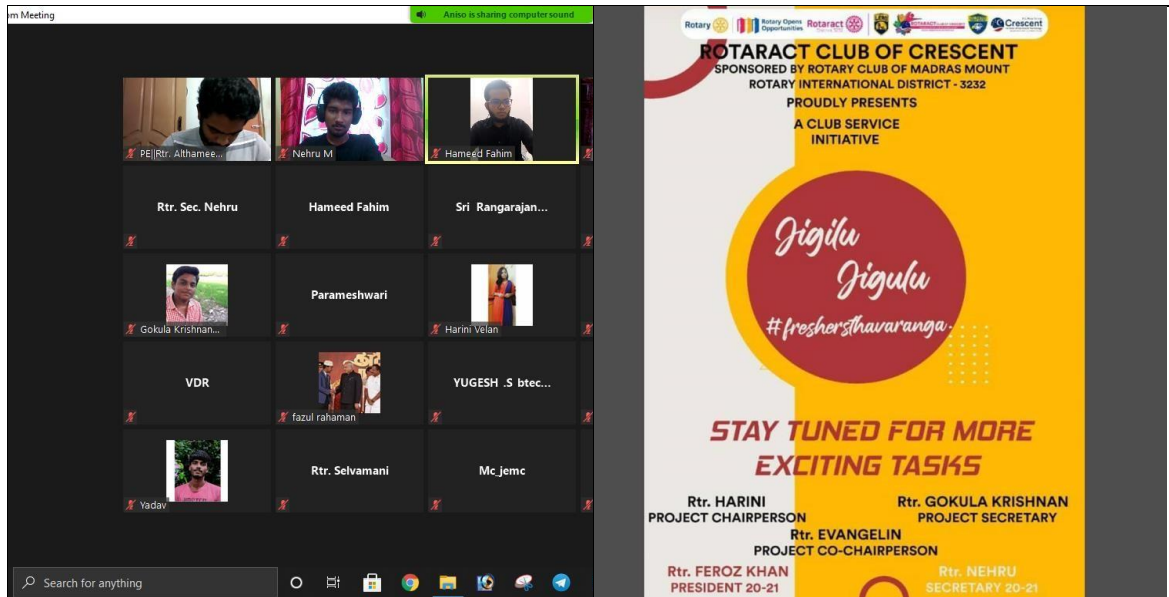 m Meeting
Aniso is sharing computer sound
PE||Rtr. Althamee...
Nehru M
Hameed Fahim
Rtr. Sec. Nehru
Hameed Fahim
Sri Rangarajan...
Gokula Krishnan...
Parameshwari
Harini Velan
VDR
fazul rahaman
YUGESH .S btec...
Yadav
Rtr. Selvamani
Mc_jemc
Search for anything
Rotary
Rotary Opens
Opportunities
Rotaract
Crescent
ROTARACT CLUB OF CRESCENT
SPONSORED BY ROTARY CLUB OF MADRAS MOUNT
ROTARY INTERNATIONAL DISTRICT - 3232
PROUDLY PRESENTS
A CLUB SERVICE
INITIATIVE
Jigilu
Jigulu
#freshersthavaranga
STAY TUNED FOR MORE
EXCITING TASKS
Rtr. HARINI
PROJECT CHAIRPERSON
Rtr. GOKULA KRISHNAN
PROJECT SECRETARY
Rtr. EVANGELIN
PROJECT CO-CHAIRPERSON
Rtr. FEROZ KHAN
PRESIDENT 20-21
Rtr. NEHRU
SECRETARY 20-21